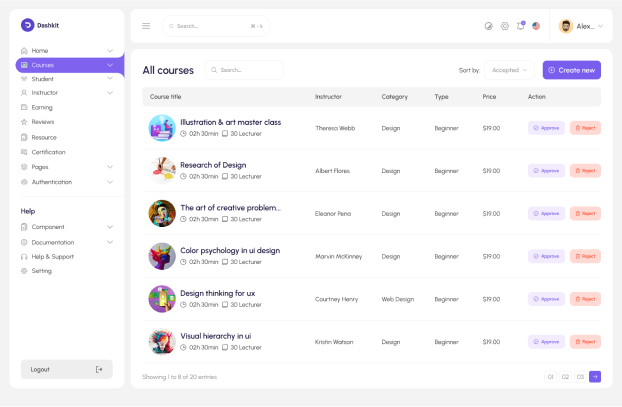 Dashkit
Search...
⌘ - k
Alex...
Home
Courses
Student
Instructor
Earning
Reviews
Resource
Certification
Pages
Authentication
Help
Component
Documentation
Help & Support
Setting
Logout
All courses
Search...
Sort by:
Accepted
Create new
Course title Instructor Category Type Price Action
Illustration & art master class
02h 30min 30 Lecturer
Theresa Webb Design Beginner $19.00 Approve Reject
Research of Design
02h 30min 30 Lecturer
Albert Flores Design Beginner $19.00 Approve Reject
The art of creative problem...
02h 30min 30 Lecturer
Eleanor Pena Design Beginner $19.00 Approve Reject
Color psychology in ui design
02h 30min 30 Lecturer
Marvin McKinney Design Beginner $19.00 Approve Reject
Design thinking for ux
02h 30min 30 Lecturer
Courtney Henry Web Design Beginner $19.00 Approve Reject
Visual hierarchy in ui
02h 30min 30 Lecturer
Kristin Watson Design Beginner $19.00 Approve Reject
Showing 1 to 8 of 20 entries
01 02 03